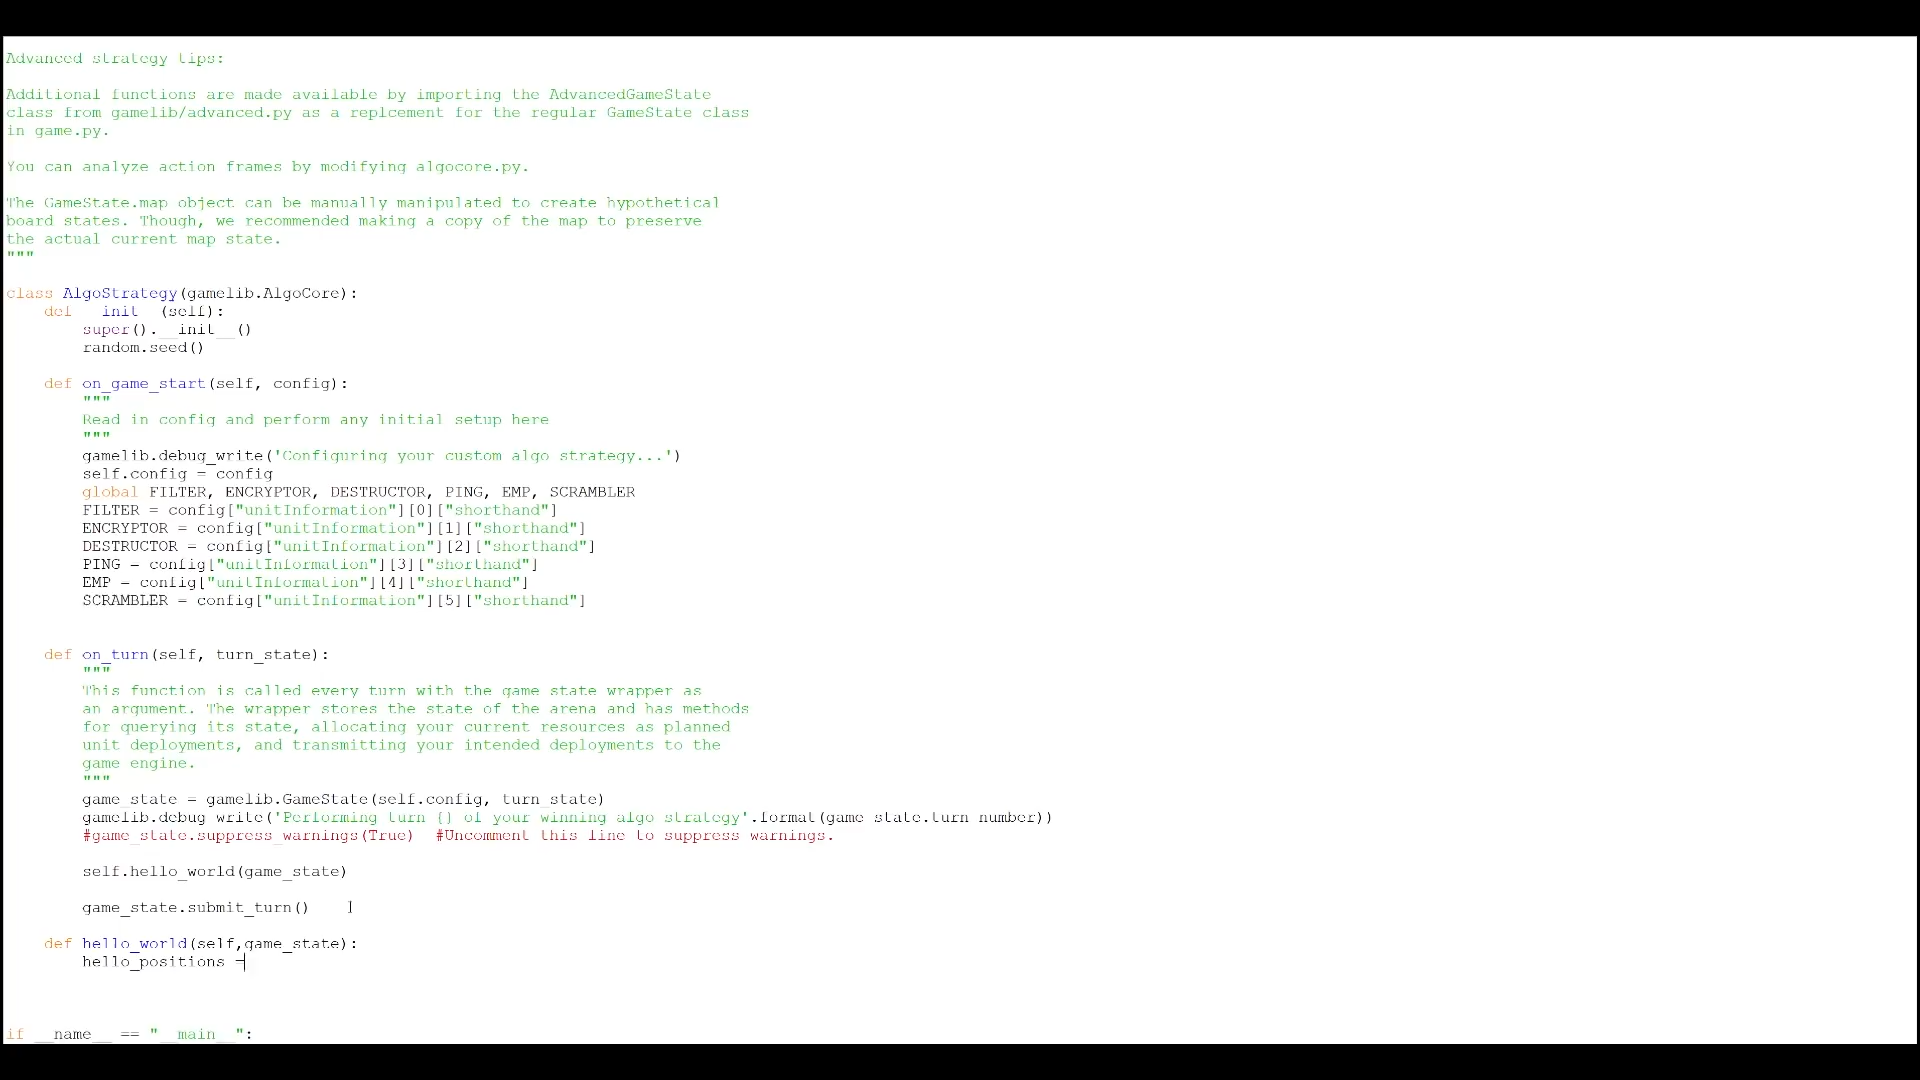 Advanced strategy tips:
Additional functions are made available by importing the AdvancedGameState
class from gamelib/advanced.py as a replcement for the regular GameState class
in game.py.
You can analyze action frames by modifying algocore.py.
The GameState.map object can be manually manipulated to create hypothetical
board states. Though, we recommended making a copy of the map to preserve
the actual current map state.
"""
class AlgoStrategy(gamelib.AlgoCore):
def __init__(self):
super().__init__()
random.seed()
def on_game_start(self, config):
"""
Read in config and perform any initial setup here
"""
gamelib.debug_write('Configuring your custom algo strategy...')
self.config = config
global FILTER, ENCRYPTOR, DESTRUCTOR, PING, EMP, SCRAMBLER
FILTER = config["unitInformation"][0]["shorthand"]
ENCRYPTOR = config["unitInformation"][1]["shorthand"]
DESTRUCTOR = config["unitInformation"][2]["shorthand"]
PING = config["unitInformation"][3]["shorthand"]
EMP = config["unitInformation"][4]["shorthand"]
SCRAMBLER = config["unitInformation"][5]["shorthand"]
def on_turn(self, turn_state):
"""
This function is called every turn with the game state wrapper as
an argument. The wrapper stores the state of the arena and has methods
for querying its state, allocating your current resources as planned
unit deployments, and transmitting your intended deployments to the
game engine.
"""
game_state = gamelib.GameState(self.config, turn_state)
gamelib.debug_write('Performing turn {} of your winning algo strategy'.format(game_state.turn_number))
#game_state.suppress_warnings(True)  #Uncomment this line to suppress warnings.
self.hello_world(game_state)
game_state.submit_turn()
def hello_world(self,game_state):
hello_positions =
if __name__ == "__main__":